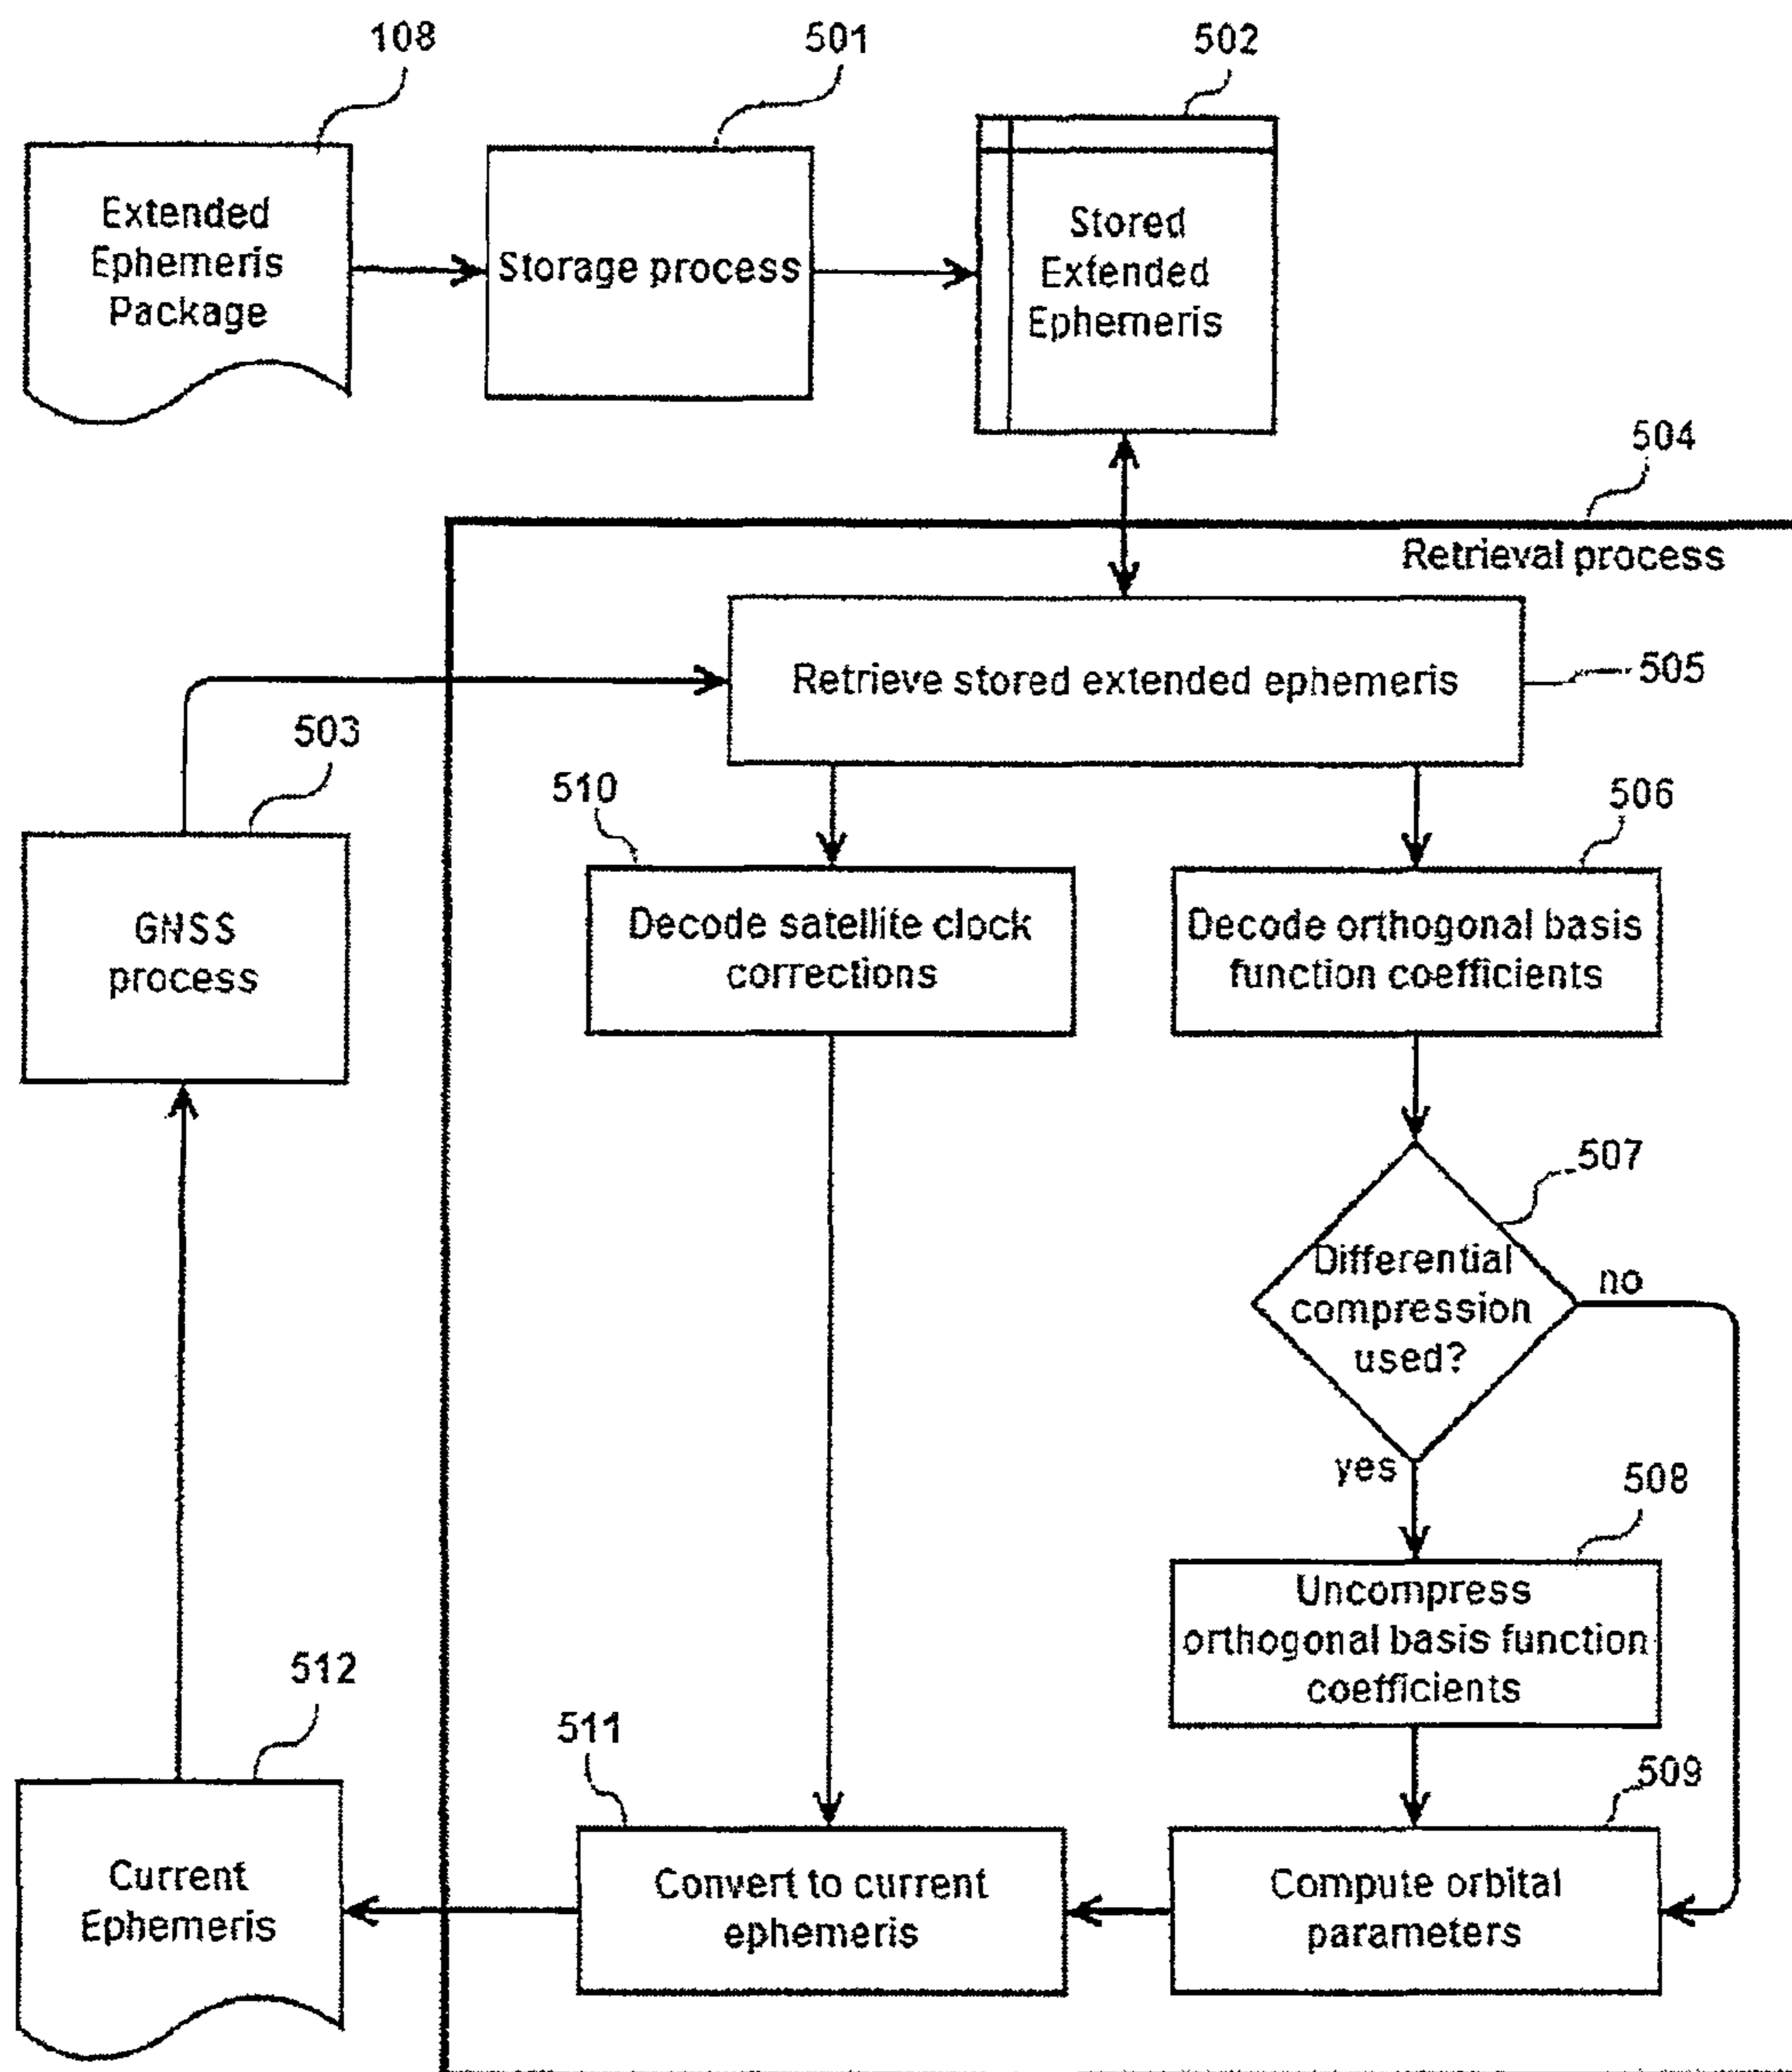 108
501
502
Extended
Ephemeris
Package
Storage process
Stored
Extended
Ephemeris
504
Retrieval process
Retrieve stored extended ephemeris
505
503
510
506
GNSS
process
Decode satellite clock
corrections
Decode orthogonal basis
function coefficients
507
Differential
compression
used?
no
yes
508
Uncompress
orthogonal basis function
coefficients
512
511
509
Current
Ephemeris
Convert to current
ephemeris
Compute orbital
parameters